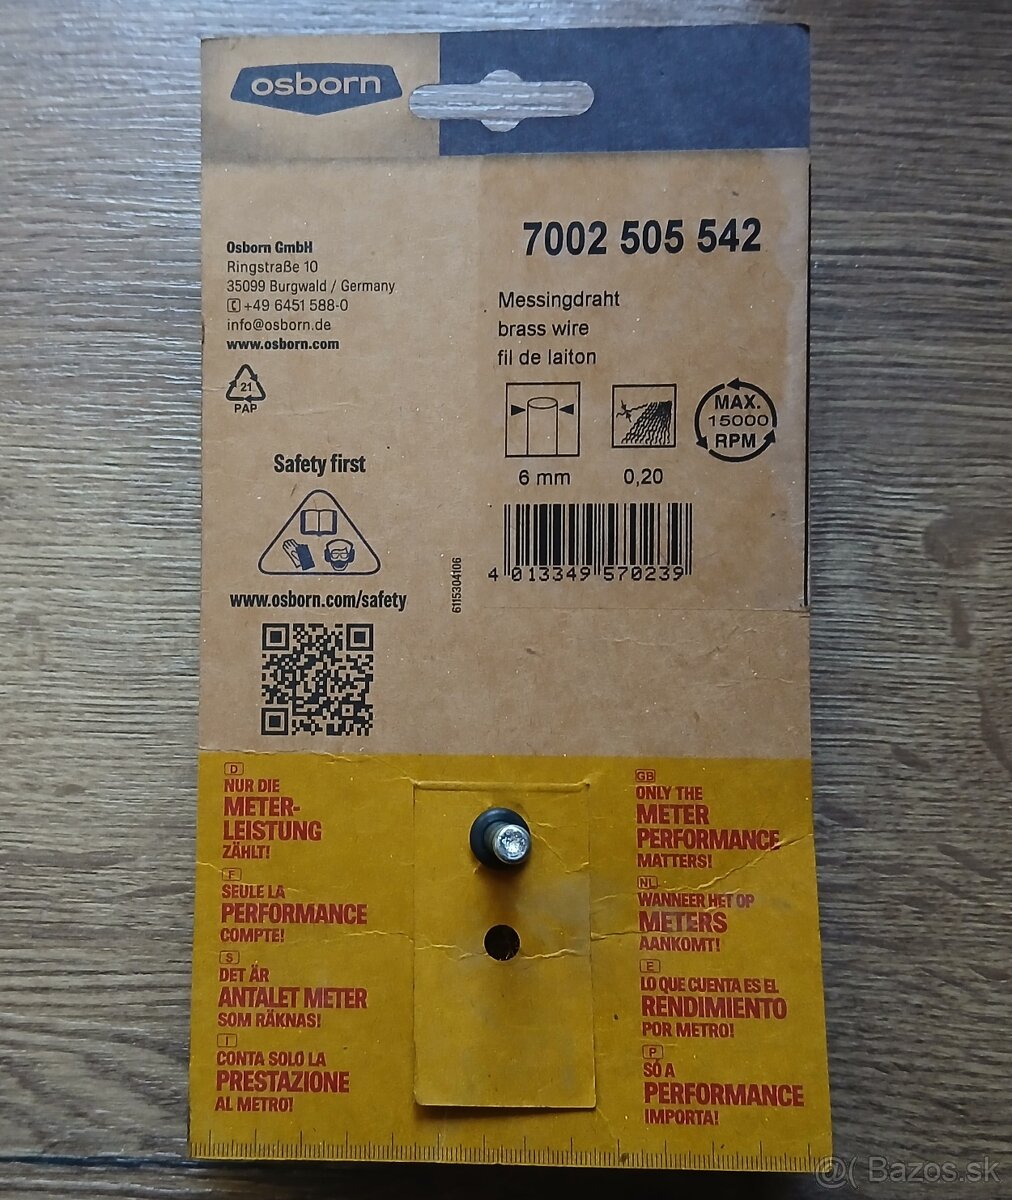 osborn
7002 505 542
Osborn GmbH
Ringstraße 10
35099 Burgwald / Germany
+49 6451 588-0
info@osborn.de
www.osborn.com
21
PAP
Messingdraht
brass wire
fil de laiton
MAX.
15000
RPM
6 mm
0,20
Safety first
www.osborn.com/safety
4 013349 570239
6115304106
D
NUR DIE
METER-
LEISTUNG
ZÄHLT!
F
SEULE LA
PERFORMANCE
COMPTE!
S
DET ÄR
ANTALET METER
SOM RÄKNAS!
I
CONTA SOLO LA
PRESTAZIONE
AL METRO!
GB
ONLY THE
METER
PERFORMANCE
MATTERS!
NL
WANNEER HET OP
METERS
AANKOMT!
E
LO QUE CUENTA ES EL
RENDIMIENTO
POR METRO!
P
SÓ A
PERFORMANCE
IMPORTA!
@( Bazos.sk